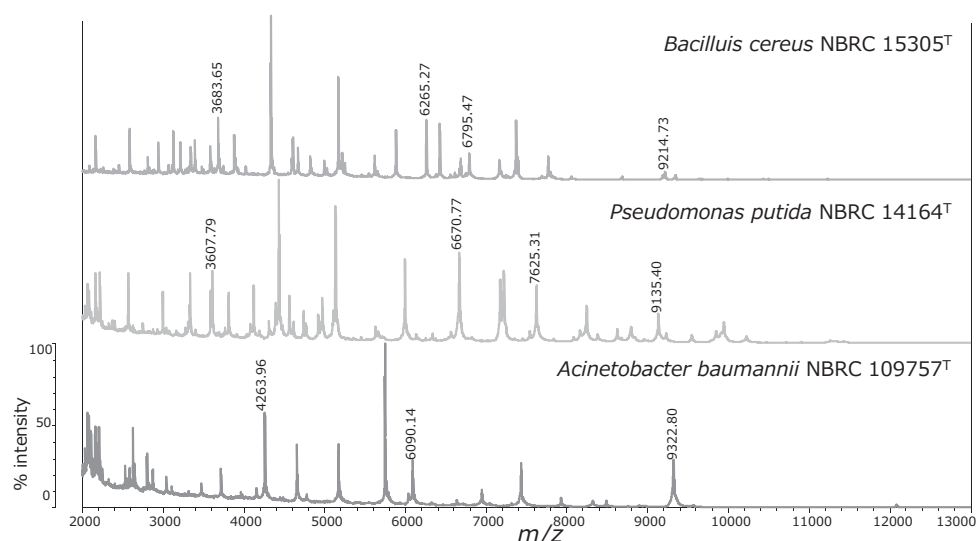 Bacilluis cereus NBRC 15305ᵀ
3683.65
6265.27
6795.47
9214.73
Pseudomonas putida NBRC 14164ᵀ
3607.79
6670.77
7625.31
9135.40
Acinetobacter baumannii NBRC 109757ᵀ
4263.96
6090.14
9322.80
100
50
0
% intensity
2000 3000 4000 5000 6000 7000 8000 9000 10000 11000 12000 13000
m/z